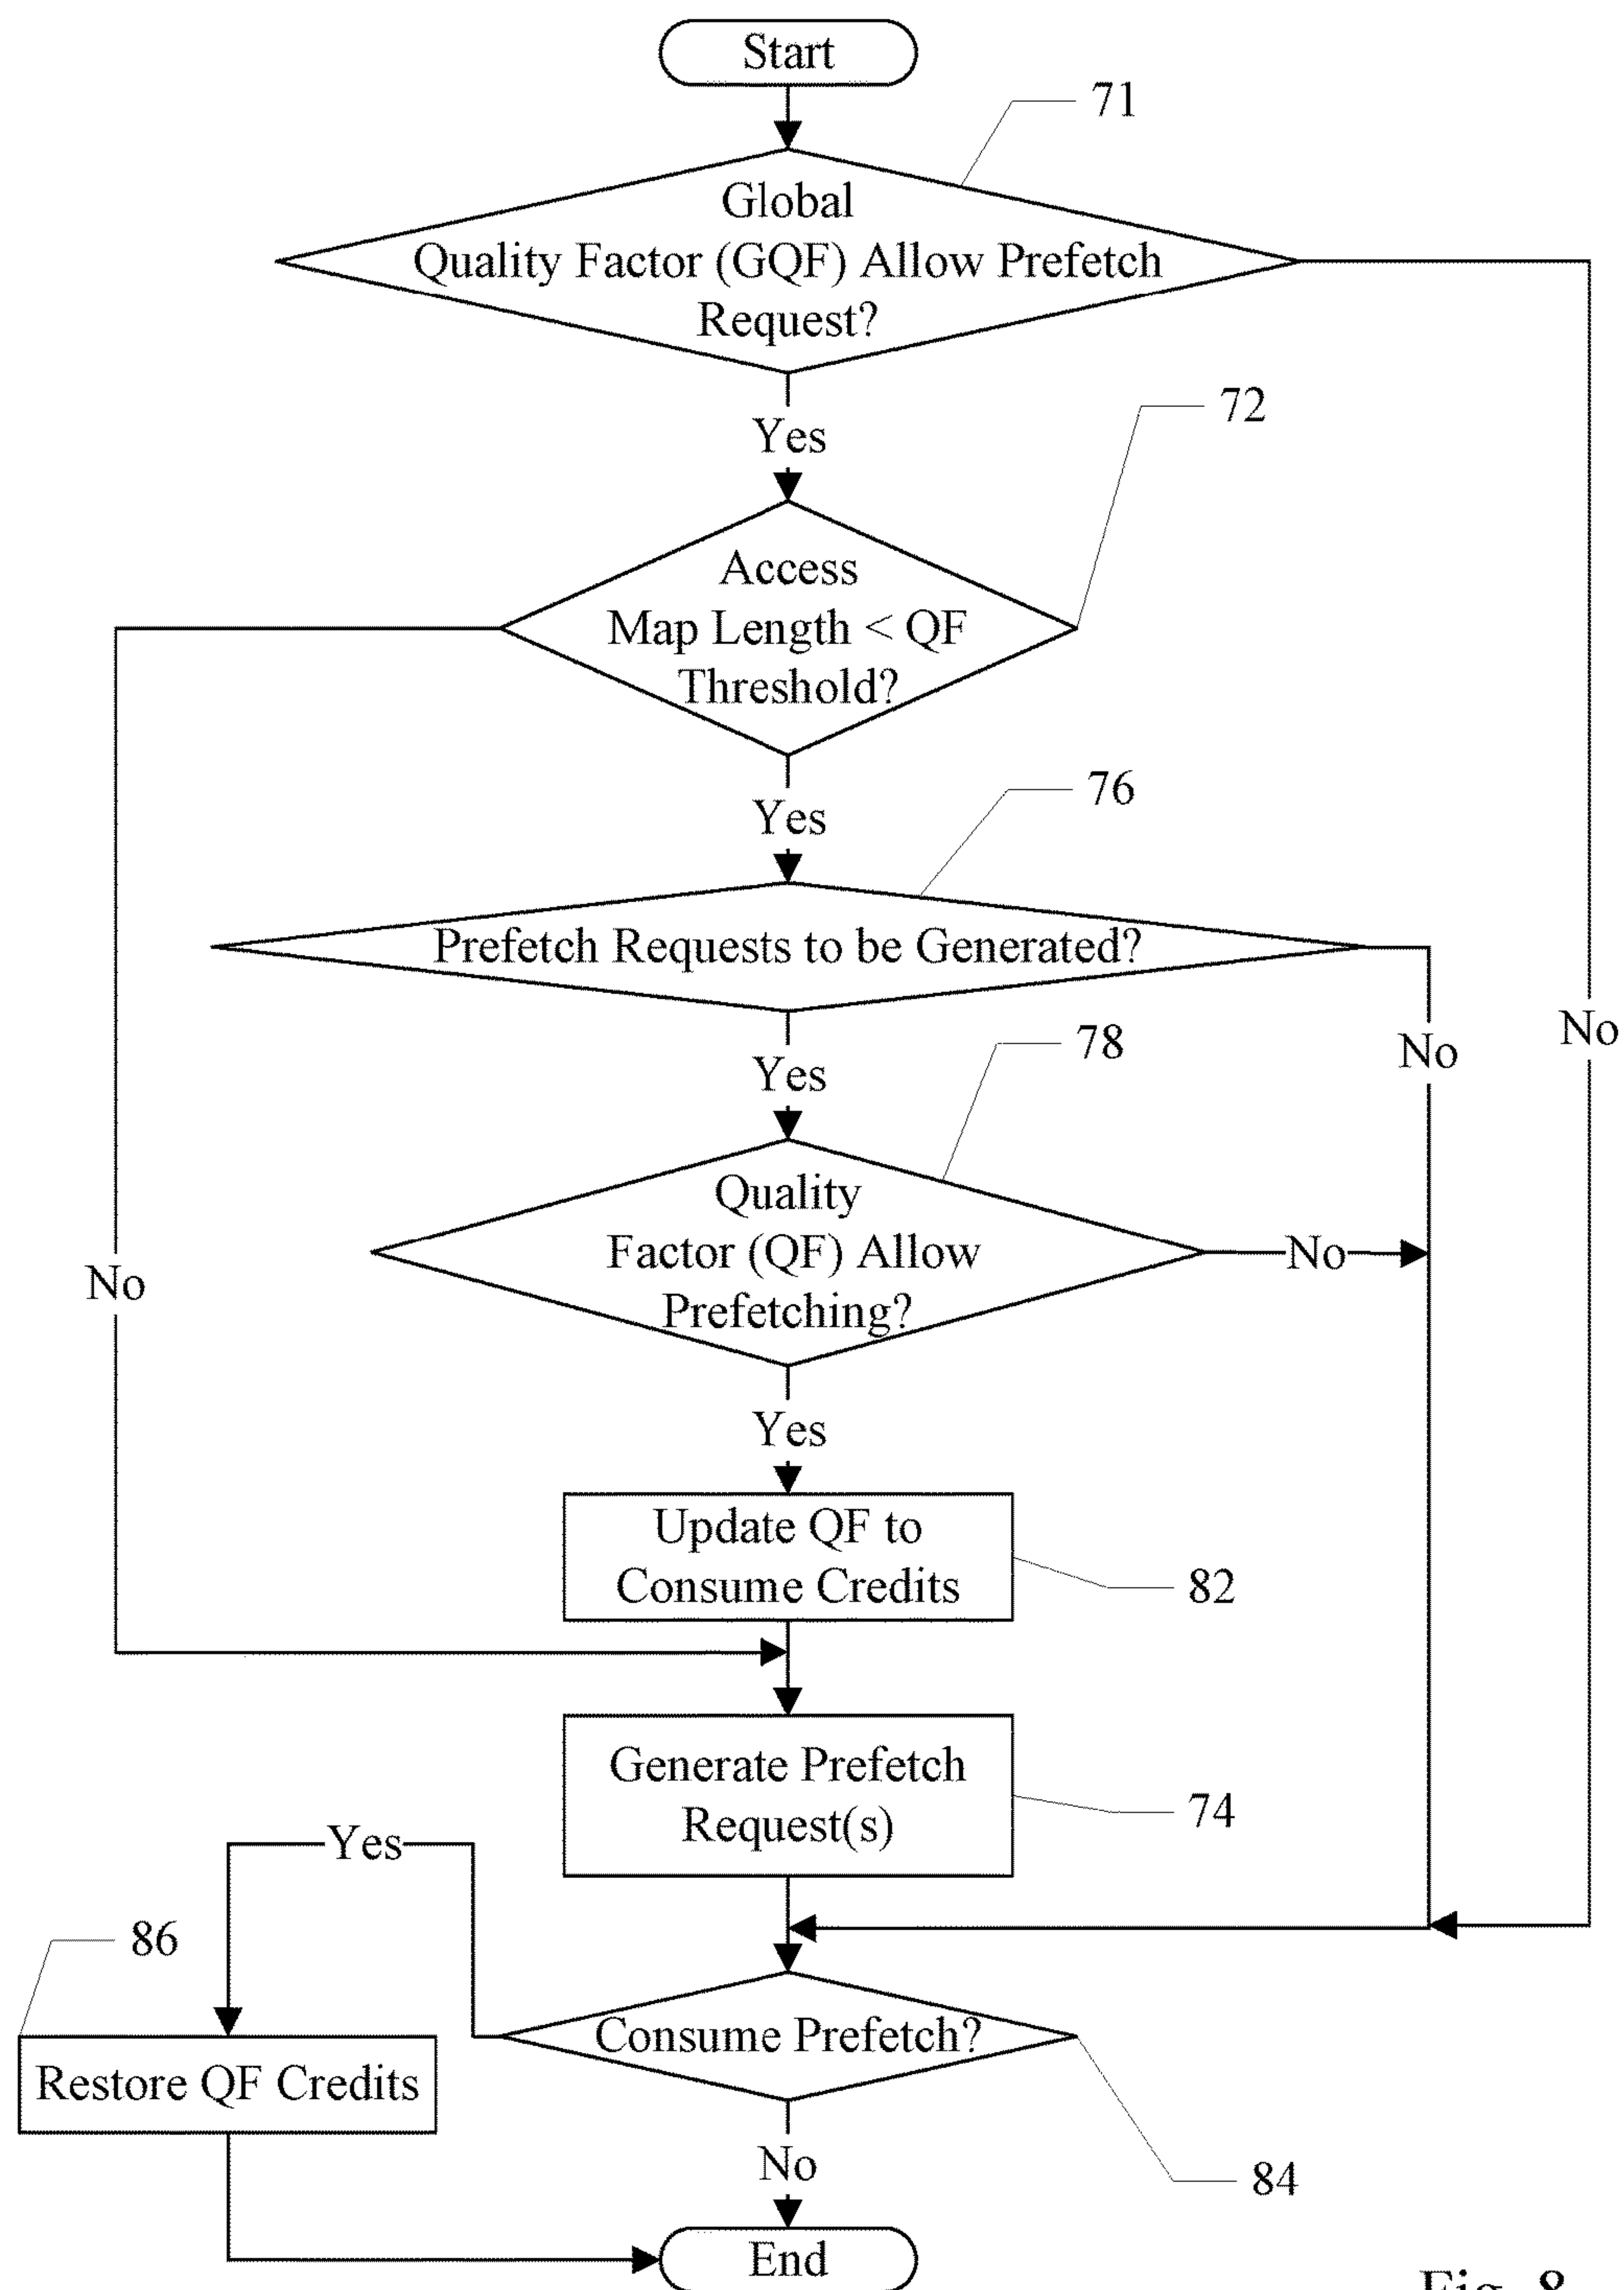 Start
71
Global
Quality Factor (GQF) Allow Prefetch
Request?
Yes
72
Access
Map Length < QF
Threshold?
Yes
76
Prefetch Requests to be Generated?
No
No
Yes
78
Quality
Factor (QF) Allow
Prefetching?
No
No
Yes
Update QF to
Consume Credits
82
Generate Prefetch
Request(s)
74
Yes
86
Consume Prefetch?
Restore QF Credits
No
84
End
Fig. 8